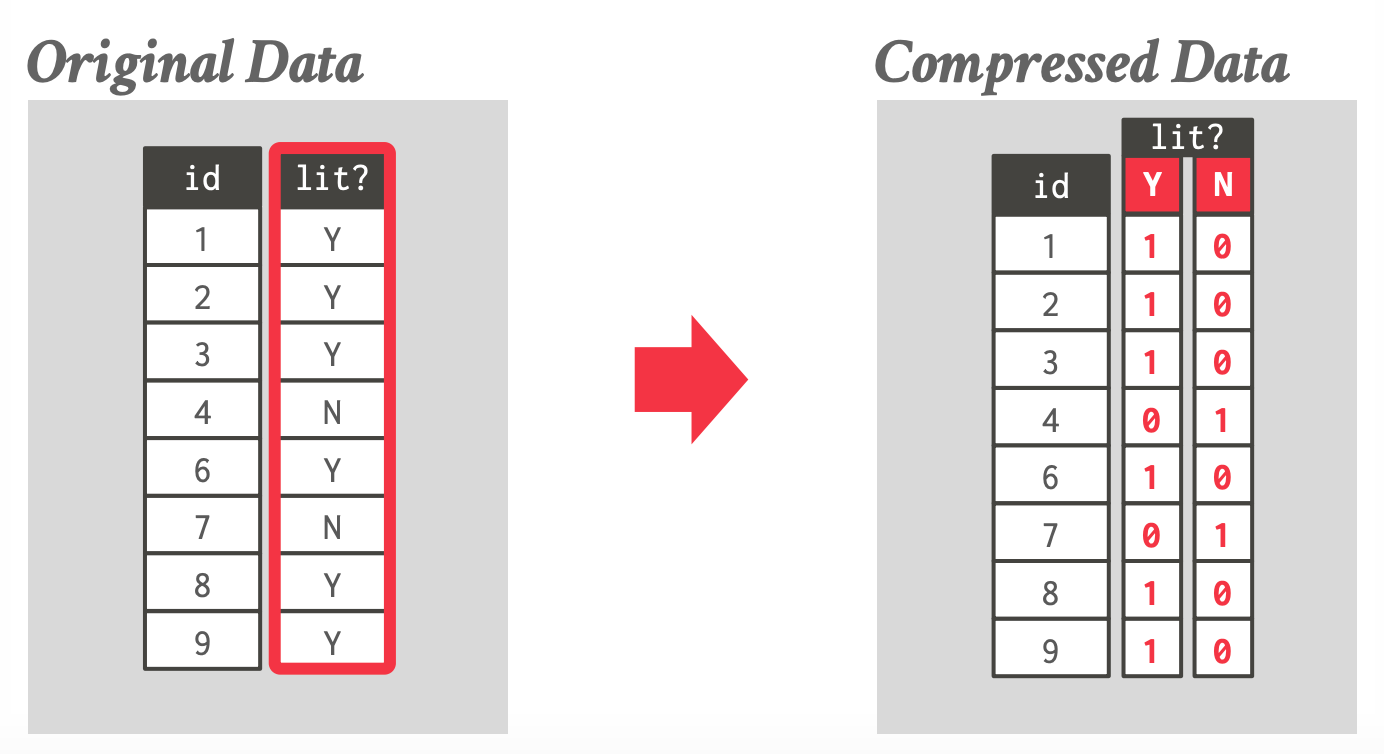 Original Data
id lit?
1 Y
2 Y
3 Y
4 N
6 Y
7 N
8 Y
9 Y
Compressed Data
lit?
id Y N
1 1 0
2 1 0
3 1 0
4 0 1
6 1 0
7 0 1
8 1 0
9 1 0